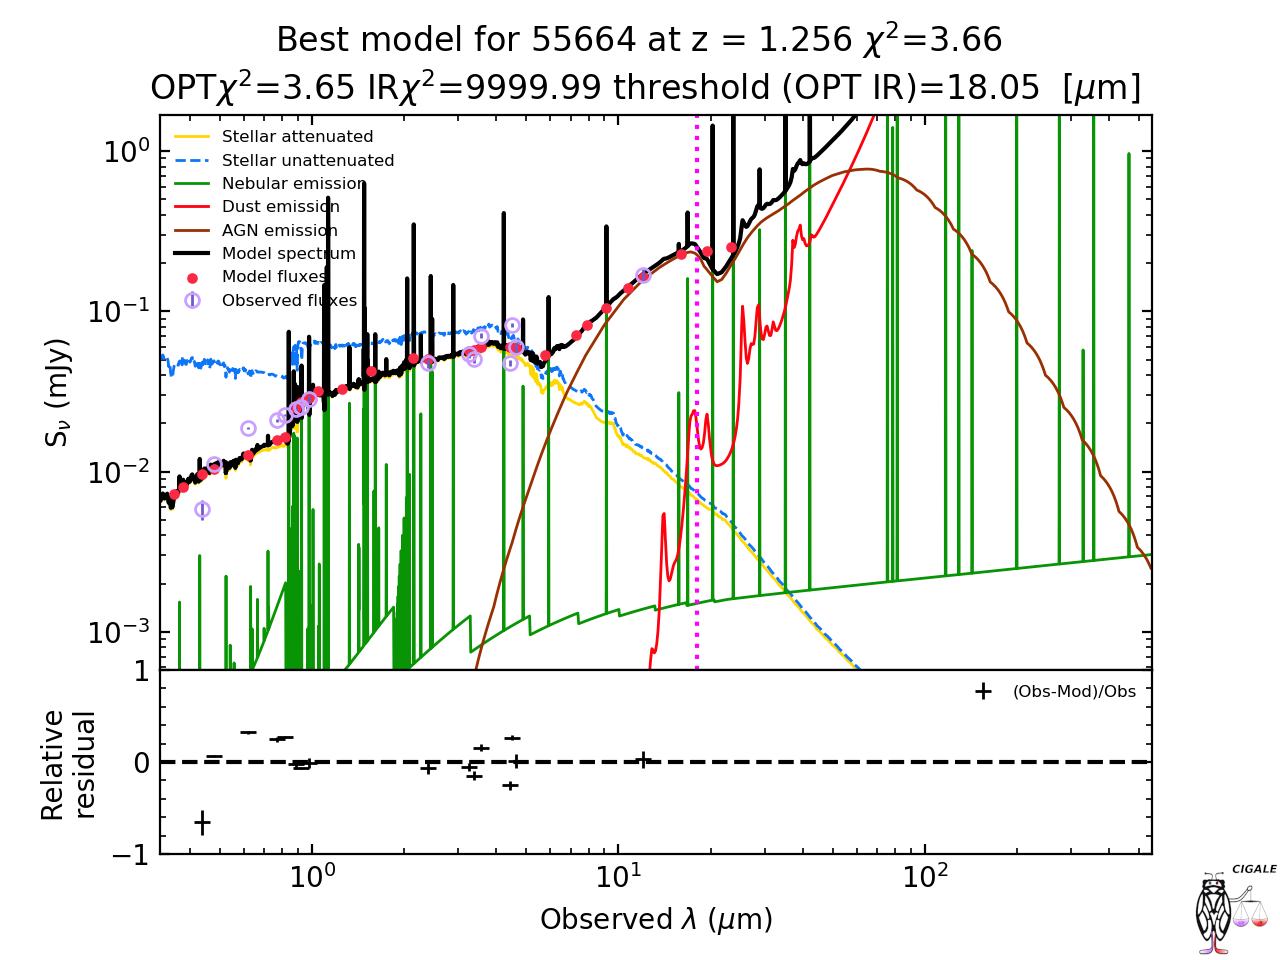 Best model for 55664 at z = 1.256 χ²=3.66
OPTχ²=3.65 IRχ²=9999.99 threshold (OPT IR)=18.05 [μm]
Stellar attenuated
Stellar unattenuated
Nebular emission
Dust emission
AGN emission
Model spectrum
Model fluxes
Observed fluxes
10⁰
10⁻¹
10⁻²
10⁻³
Sν (mJy)
1
0
−1
Relative
residual
(Obs-Mod)/Obs
10⁰ 10¹ 10²
Observed λ (μm)
CIGALE